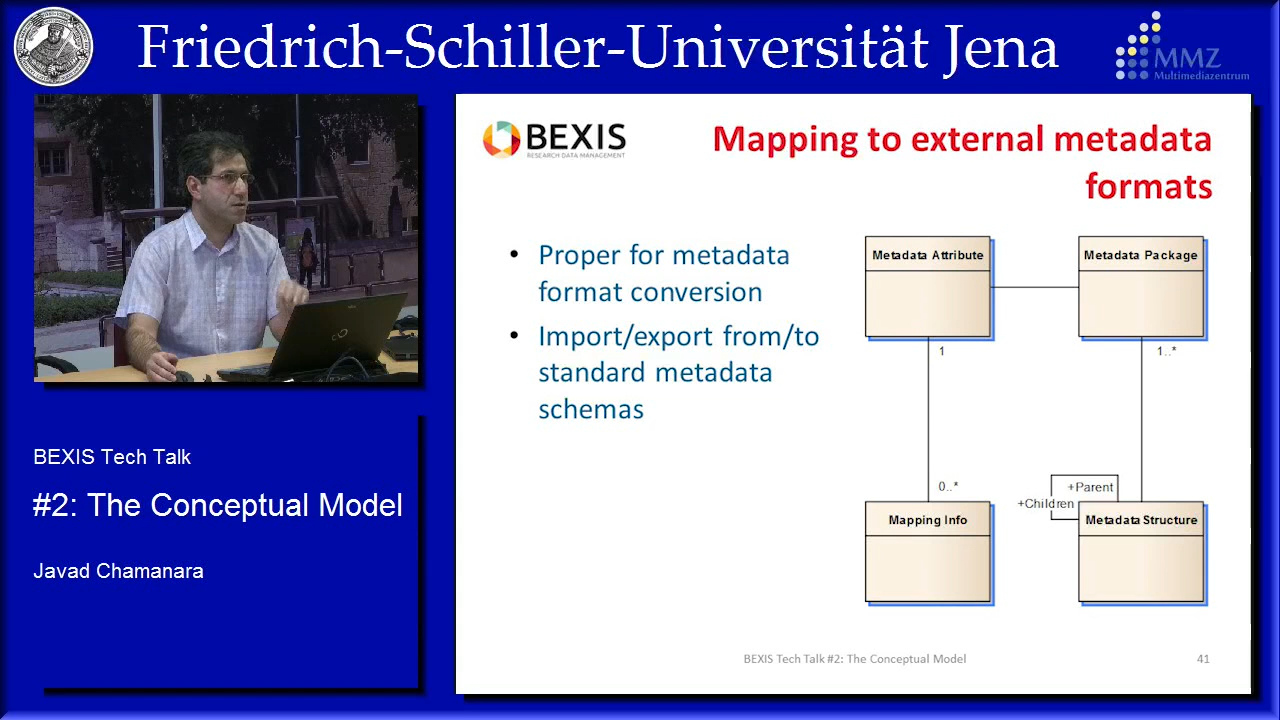 Friedrich-Schiller-Universität Jena
MMZ
Multimediazentrum
BEXIS Tech Talk
#2: The Conceptual Model
Javad Chamanara
BEXIS
RESEARCH DATA MANAGEMENT
Mapping to external metadata
formats
• Proper for metadata
format conversion
• Import/export from/to
standard metadata
schemas
Metadata Attribute
Metadata Package
1
1..*
0..*
+Parent
+Children
Mapping Info
Metadata Structure
BEXIS Tech Talk #2: The Conceptual Model
41